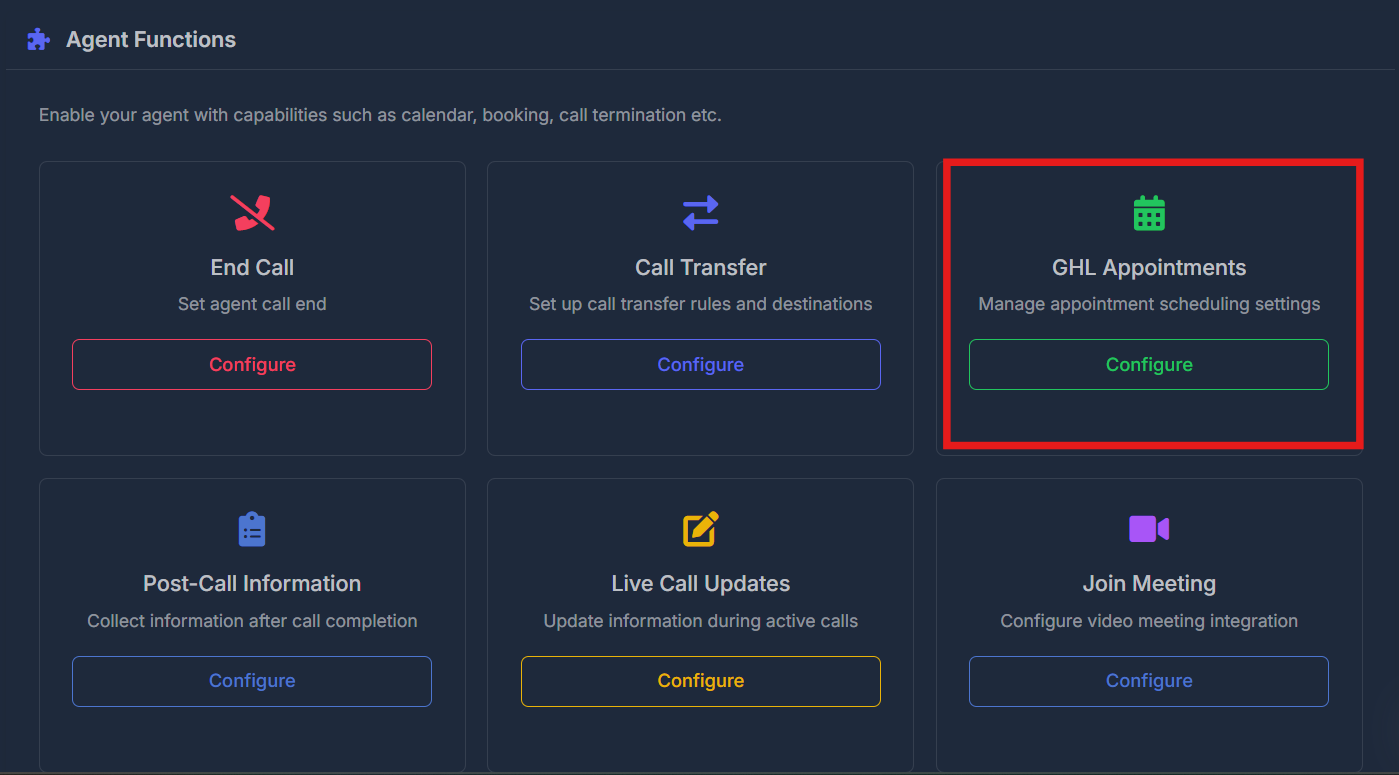 Agent Functions
Enable your agent with capabilities such as calendar, booking, call termination etc.
End Call
Set agent call end
Configure
Call Transfer
Set up call transfer rules and destinations
Configure
GHL Appointments
Manage appointment scheduling settings
Configure
Post-Call Information
Collect information after call completion
Configure
Live Call Updates
Update information during active calls
Configure
Join Meeting
Configure video meeting integration
Configure